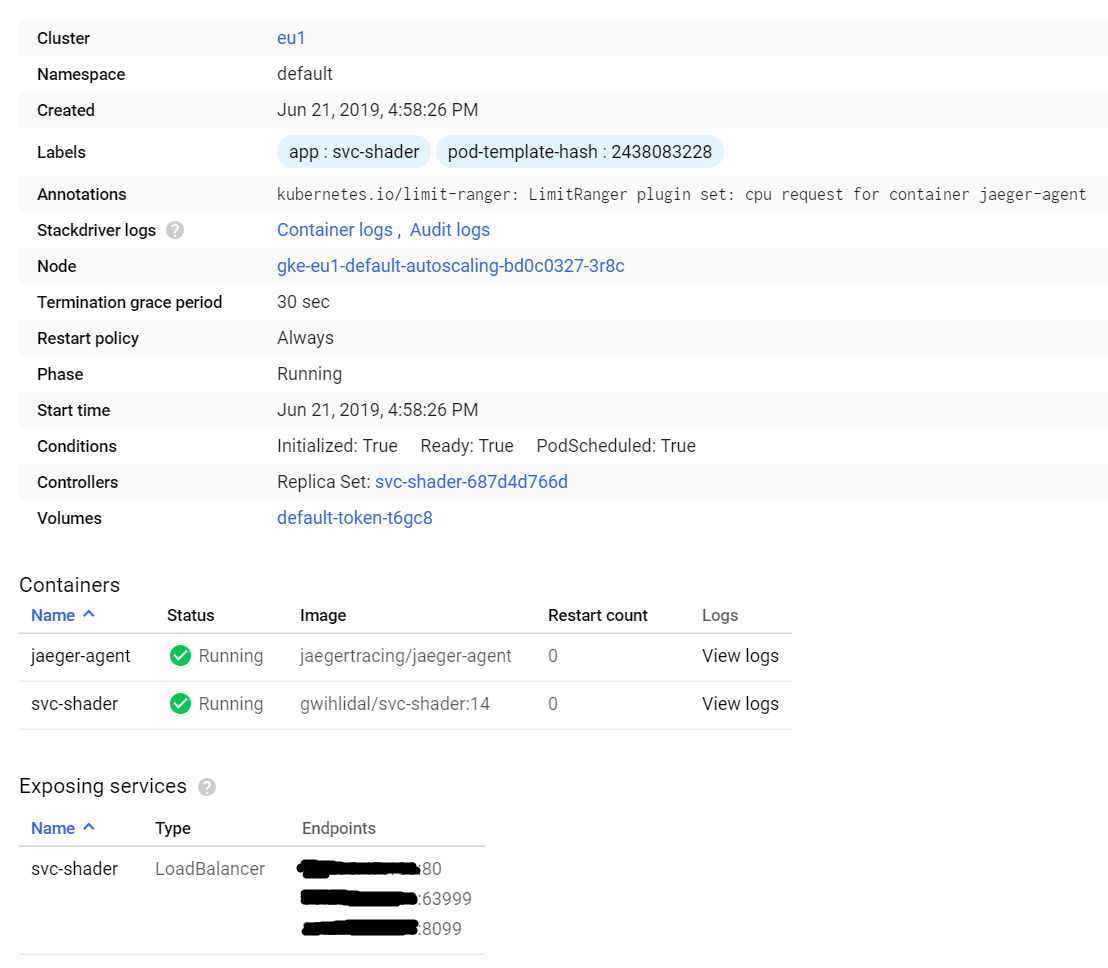 Cluster eu1
Namespace default
Created Jun 21, 2019, 4:58:26 PM
Labels app : svc-shader pod-template-hash : 2438083228
Annotations kubernetes.io/limit-ranger: LimitRanger plugin set: cpu request for container jaeger-agent
Stackdriver logs ? Container logs , Audit logs
Node gke-eu1-default-autoscaling-bd0c0327-3r8c
Termination grace period 30 sec
Restart policy Always
Phase Running
Start time Jun 21, 2019, 4:58:26 PM
Conditions Initialized: True Ready: True PodScheduled: True
Controllers Replica Set: svc-shader-687d4d766d
Volumes default-token-t6gc8
Containers
Name Status Image Restart count Logs
jaeger-agent Running jaegertracing/jaeger-agent 0 View logs
svc-shader Running gwihlidal/svc-shader:14 0 View logs
Exposing services ?
Name Type Endpoints
svc-shader LoadBalancer :80
:63999
:8099